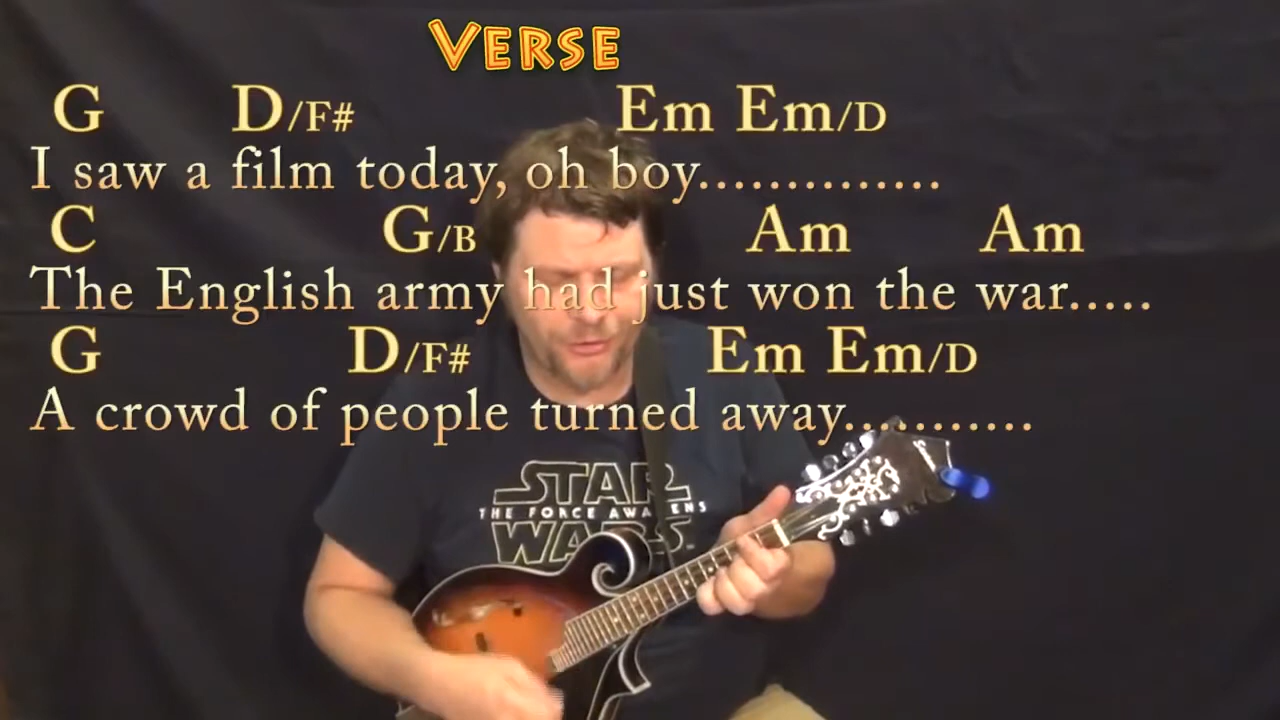 VERSE
G D/F# Em Em/D
I saw a film today, oh boy..............
C G/B Am Am
The English army had just won the war.....
G D/F# Em Em/D
A crowd of people turned away...........
STAR
THE FORCE AWAKENS
WARS